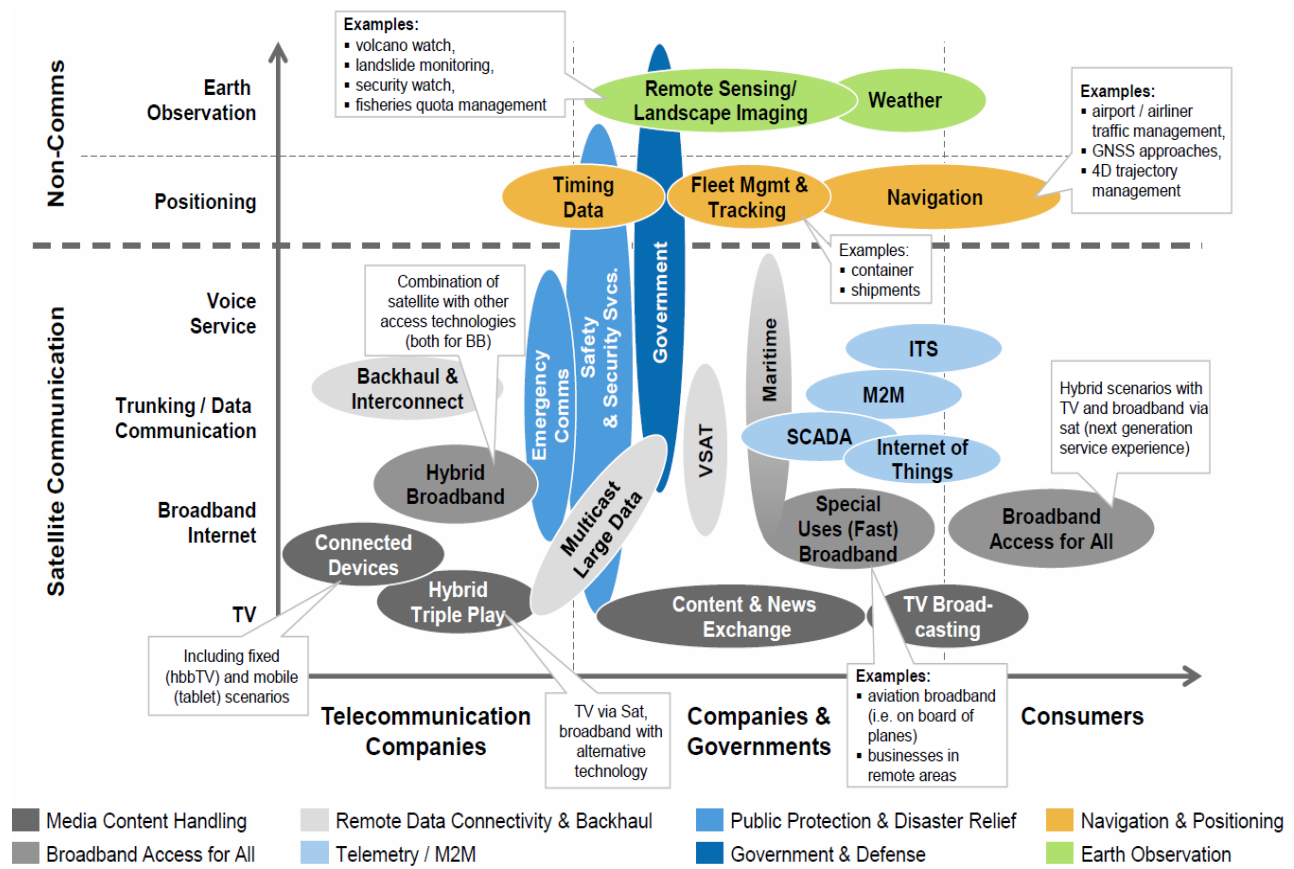 Examples:
▪ volcano watch,
▪ landslide monitoring,
▪ security watch,
▪ fisheries quota management
Non-Comms
Earth
Observation
Remote Sensing/
Landscape Imaging
Weather
Examples:
▪ airport / airliner
traffic management,
▪ GNSS approaches,
▪ 4D trajectory
management
Positioning
Timing
Data
Fleet Mgmt &
Tracking
Navigation
Examples:
▪ container
▪ shipments
Satellite Communication
Voice
Service
Combination of
satellite with other
access technologies
(both for BB)
Emergency
Comms
Safety
& Security Svcs.
Government
Maritime
ITS
Backhaul &
Interconnect
M2M
Trunking / Data
Communication
SCADA
Internet of
Things
VSAT
Hybrid scenarios with
TV and broadband via
sat (next generation
service experience)
Hybrid
Broadband
Multicast
Large Data
Broadband
Internet
Special
Uses (Fast)
Broadband
Broadband
Access for All
Connected
Devices
Hybrid
Triple Play
TV
Content & News
Exchange
TV Broad-
casting
Including fixed
(hbbTV) and mobile
(tablet) scenarios
TV via Sat,
broadband with
alternative
technology
Examples:
▪ aviation broadband
(i.e. on board of
planes)
▪ businesses in
remote areas
Telecommunication
Companies
Companies &
Governments
Consumers
Media Content Handling
Remote Data Connectivity & Backhaul
Public Protection & Disaster Relief
Navigation & Positioning
Broadband Access for All
Telemetry / M2M
Government & Defense
Earth Observation